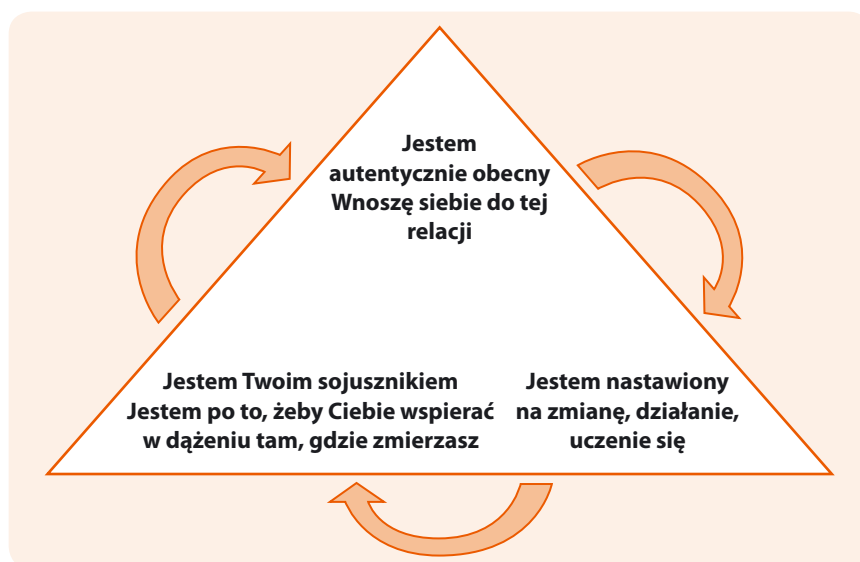 Jestem
autentycznie obecny
Wnoszę siebie do tej
relacji
Jestem Twoim sojusznikiem
Jestem po to, żeby Ciebie wspierać
w dążeniu tam, gdzie zmierzasz
Jestem nastawiony
na zmianę, działanie,
uczenie się